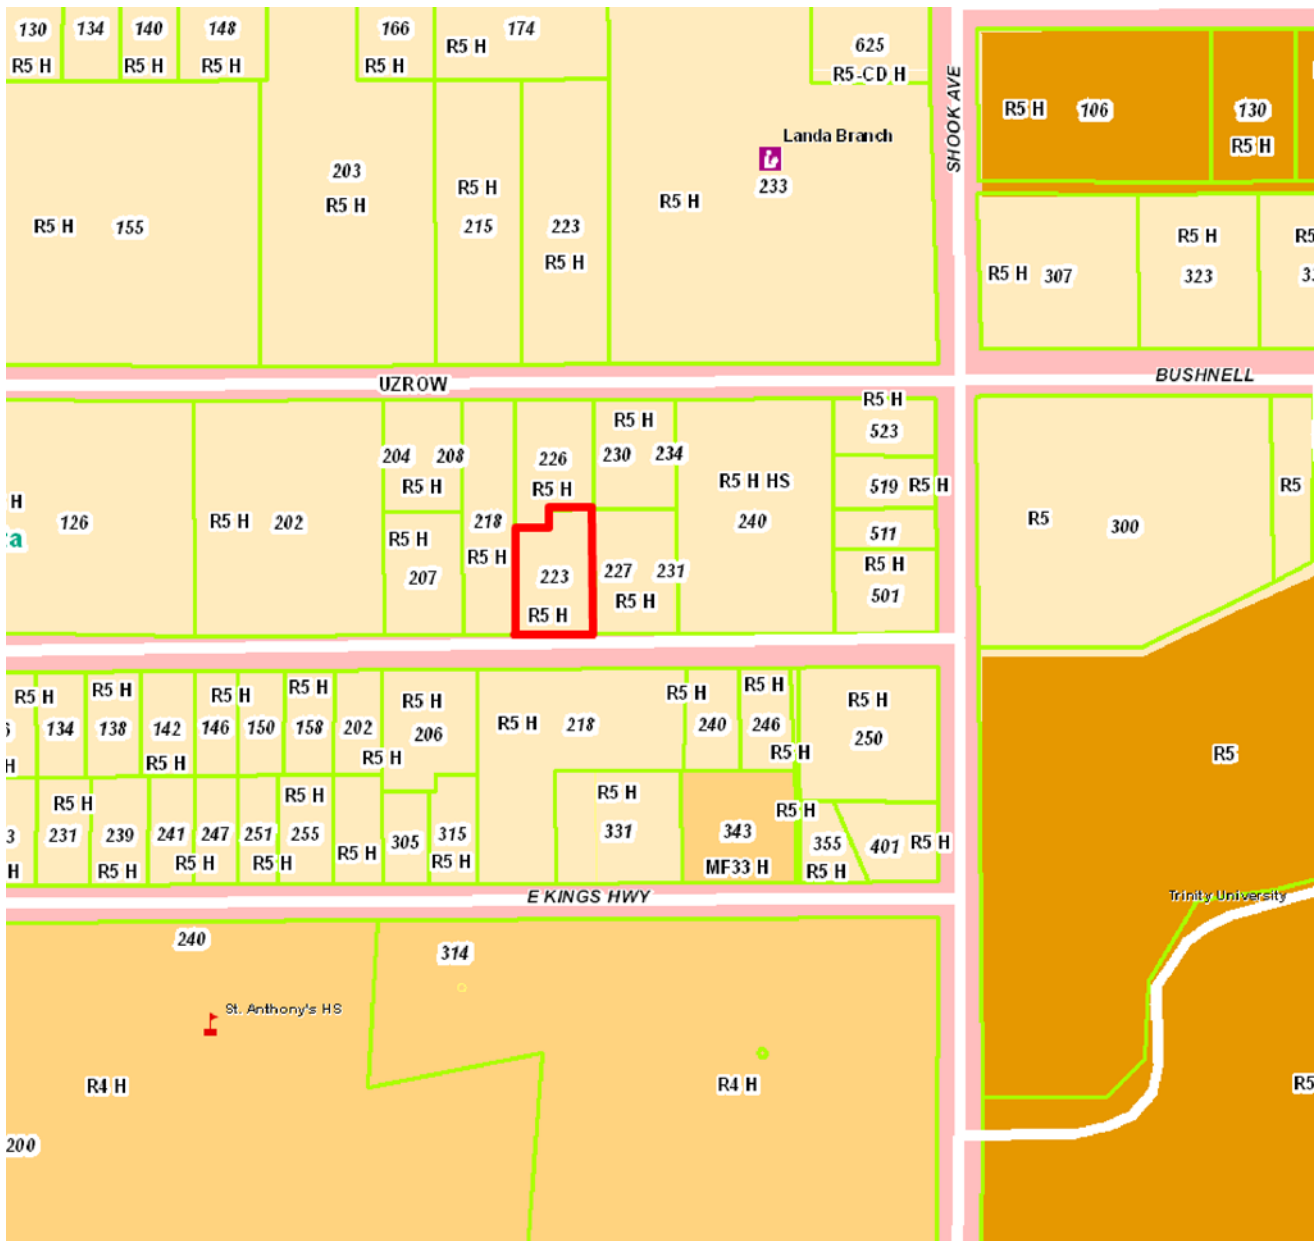 130 134 140 148 166 174
R5 H R5 H R5 H R5 H R5 H
625
R5-CD H
SHOOK AVE
R5 H 106 130
R5 H
Landa Branch
233
203
R5 H
R5 H
215
223
R5 H
R5 H
R5 H 155
R5 H
323
R5 H 307
R5
UZROW
BUSHNELL
R5 H
523
R5 H
230 234
204 208
R5 H
226
R5 H
R5 H HS
240
519 R5 H
R5
H
126
R5 H 202
218
R5 H
R5 H
207
511
R5 H
501
R5 300
223
R5 H
227 231
R5 H
R5 H R5 H R5 H R5 H R5 H R5 H R5 H R5 H
134 138 142 146 150 158 202 206
R5 H 218 240 246 250
H R5 H R5 H R5 H
R5
R5 H R5 H R5 H R5 H
3 231 239 241 247 251 255 305 315 331 343 355 401 R5 H
H R5 H R5 H R5 H R5 H R5 H MF33 H R5 H
E KINGS HWY
Trinity University
240
314
St. Anthony's HS
R4 H
R4 H
R5
200